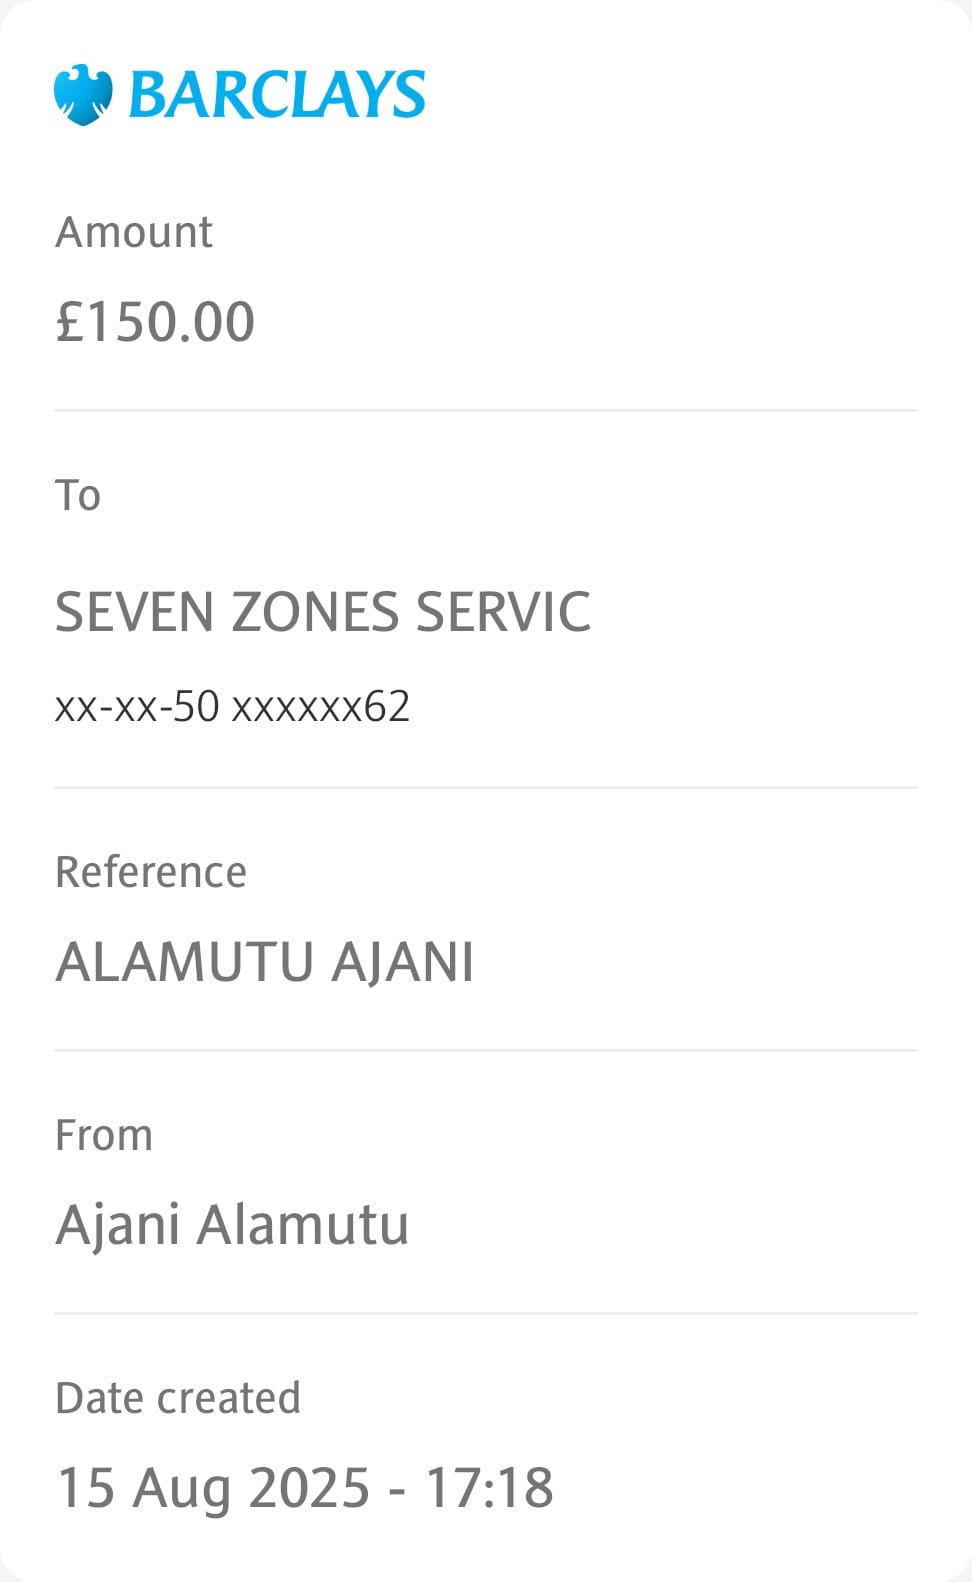 BARCLAYS
Amount
£150.00
To
SEVEN ZONES SERVIC
xx-xx-50 xxxxxx62
Reference
ALAMUTU AJANI
From
Ajani Alamutu
Date created
15 Aug 2025 - 17:18